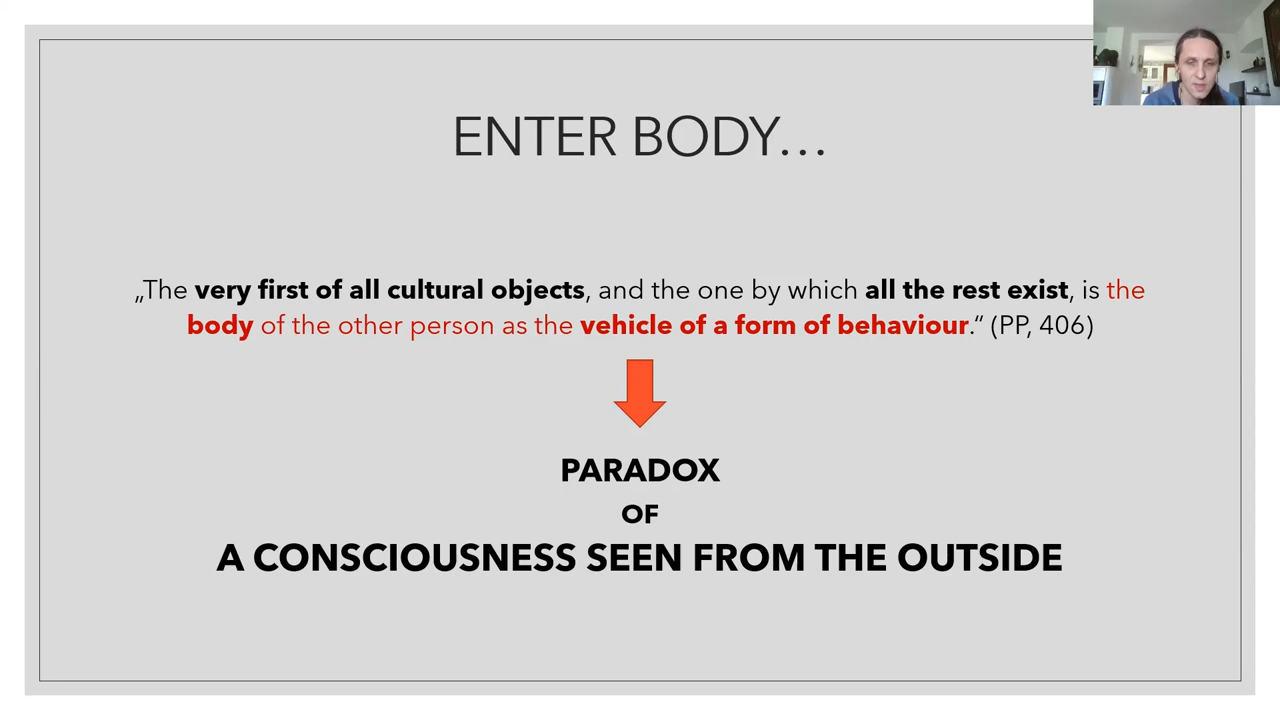 ENTER BODY…
„The very first of all cultural objects, and the one by which all the rest exist, is the
body of the other person as the vehicle of a form of behaviour.“ (PP, 406)
PARADOX
OF
A CONSCIOUSNESS SEEN FROM THE OUTSIDE